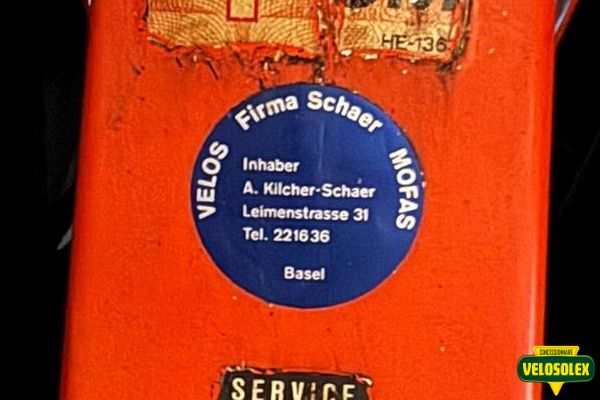 HE-136
Firma Schaer
VELOS
MOFAS
Inhaber
A. Kilcher-Schaer
Leimenstrasse 31
Tel. 221636
Basel
SERVICE
CONCESSIONNAIRE
VELOSOLEX